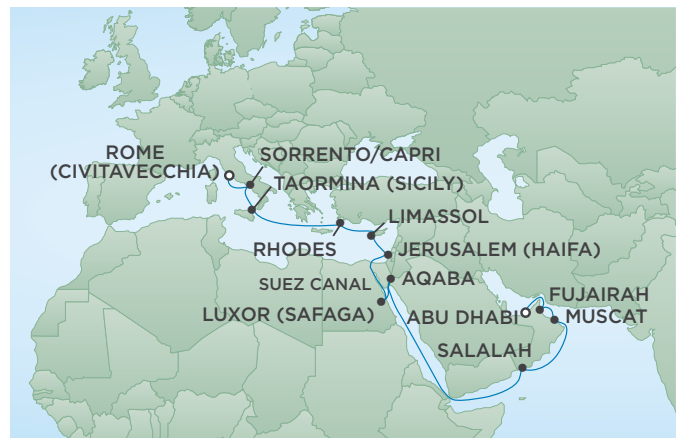 ROME
(CIVITAVECCHIA)
SORRENTO/CAPRI
TAORMINA (SICILY)
LIMASSOL
RHODES
JERUSALEM (HAIFA)
SUEZ CANAL
AQABA
LUXOR (SAFAGA)
ABU DHABI
FUJAIRAH
MUSCAT
SALALAH